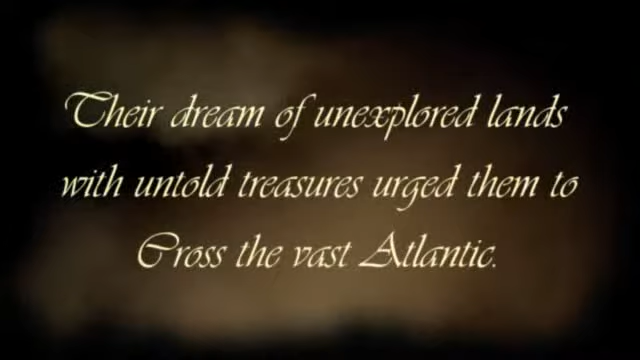 Their dream of unexplored lands
with untold treasures urged them to
Cross the vast Atlantic.